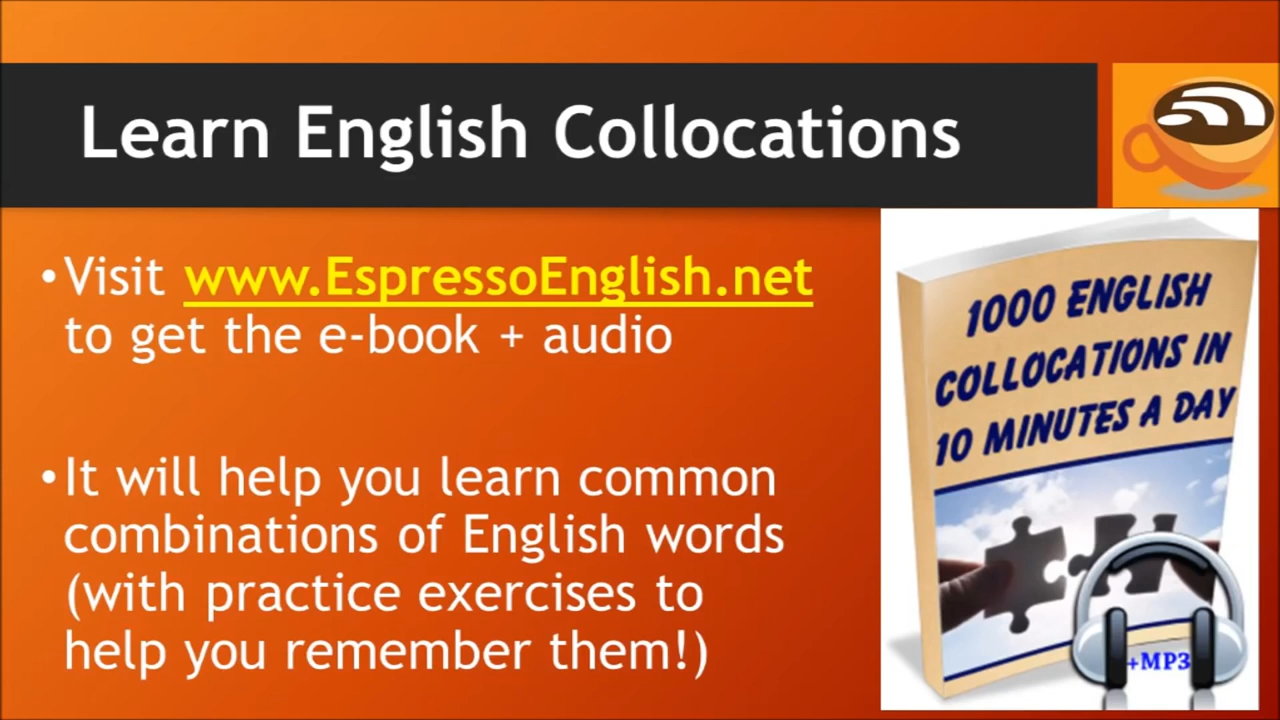 Learn English Collocations
•Visit www.EspressoEnglish.net
to get the e-book + audio
•It will help you learn common
combinations of English words
(with practice exercises to
help you remember them!)
1000 ENGLISH
COLLOCATIONS IN
10 MINUTES A DAY
+MP3